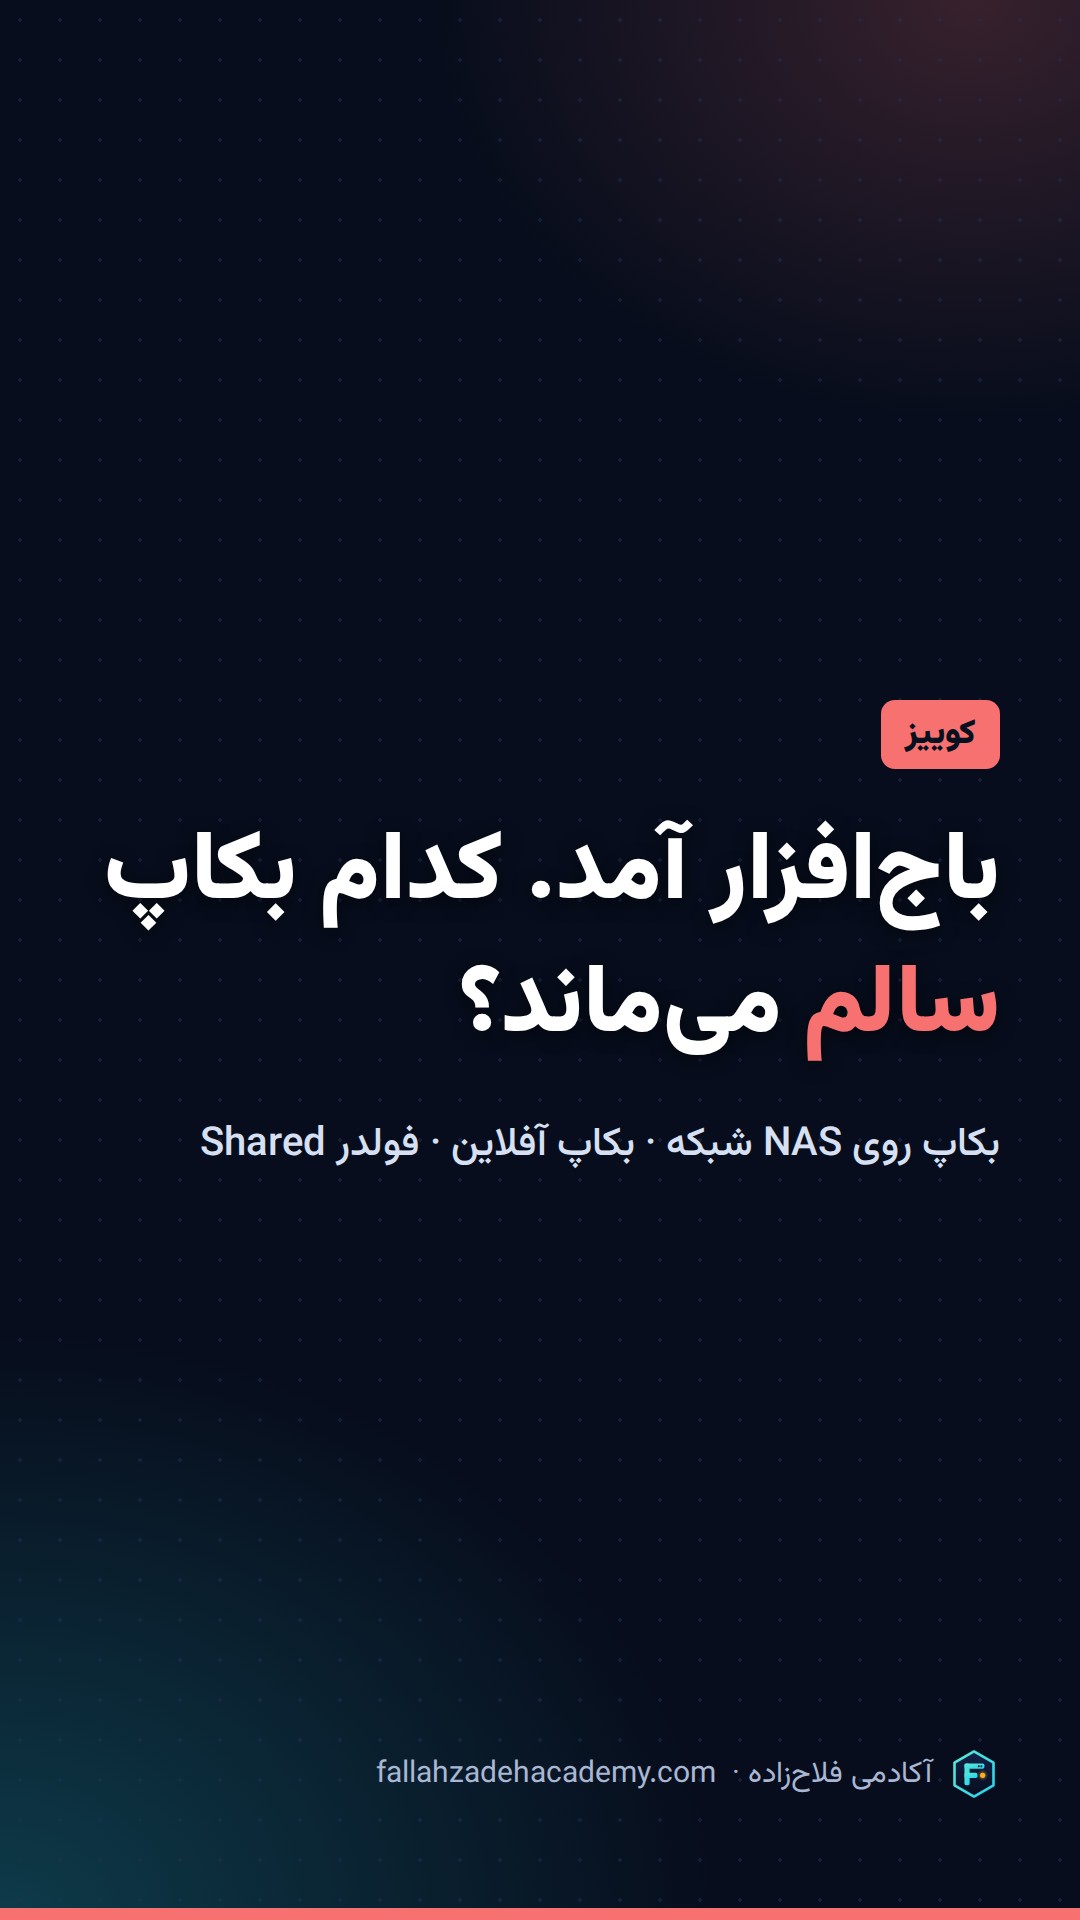 کوییز
باج‌افزار آمد. کدام بکاپ
سالم می‌ماند؟
بکاپ روی NAS شبکه · بکاپ آفلاین · فولدر Shared
آکادمی فلاح‌زاده · fallahzadehacademy.com